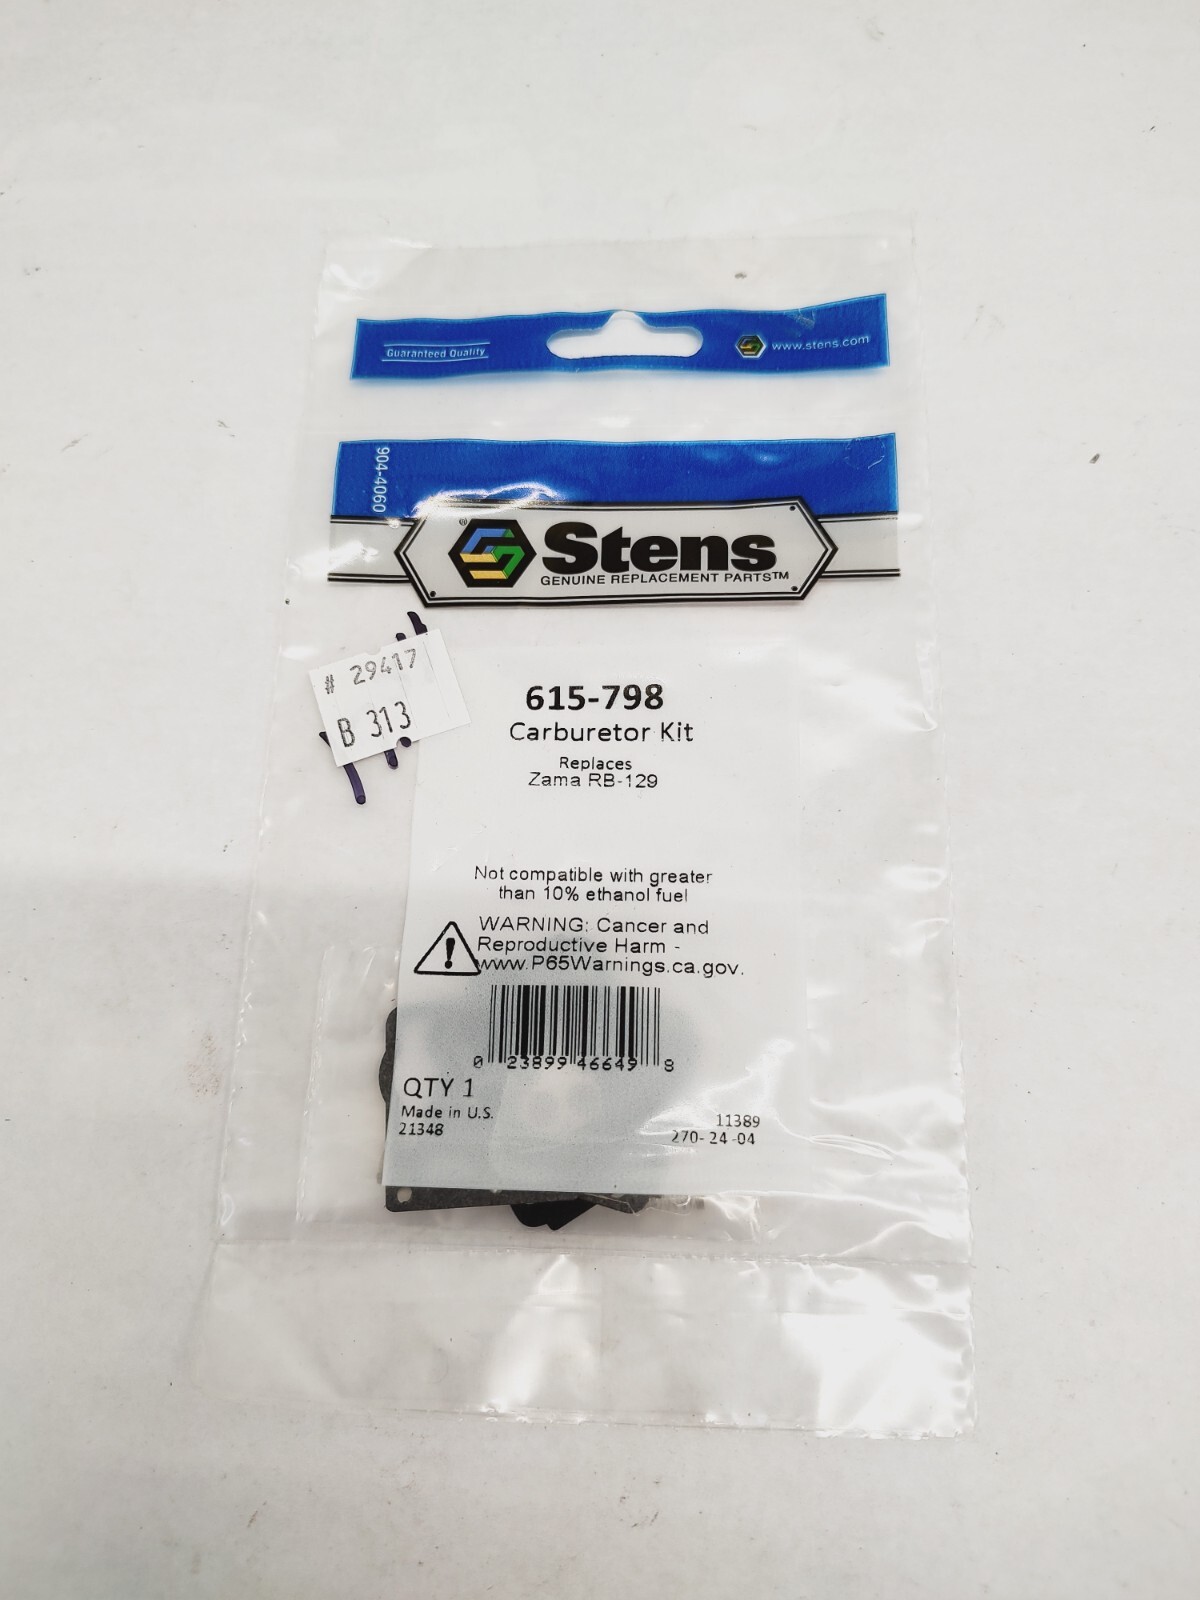 Guaranteed Quality
www.stens.com
904-4060
® Stens
GENUINE REPLACEMENT PARTS™
# 29417
B 313
615-798
Carburetor Kit
Replaces
Zama RB-129
Not compatible with greater
than 10% ethanol fuel
WARNING: Cancer and
Reproductive Harm -
www.P65Warnings.ca.gov.
0 23899 46649 8
QTY 1
Made in U.S.
21348
11389
270- 24 -04